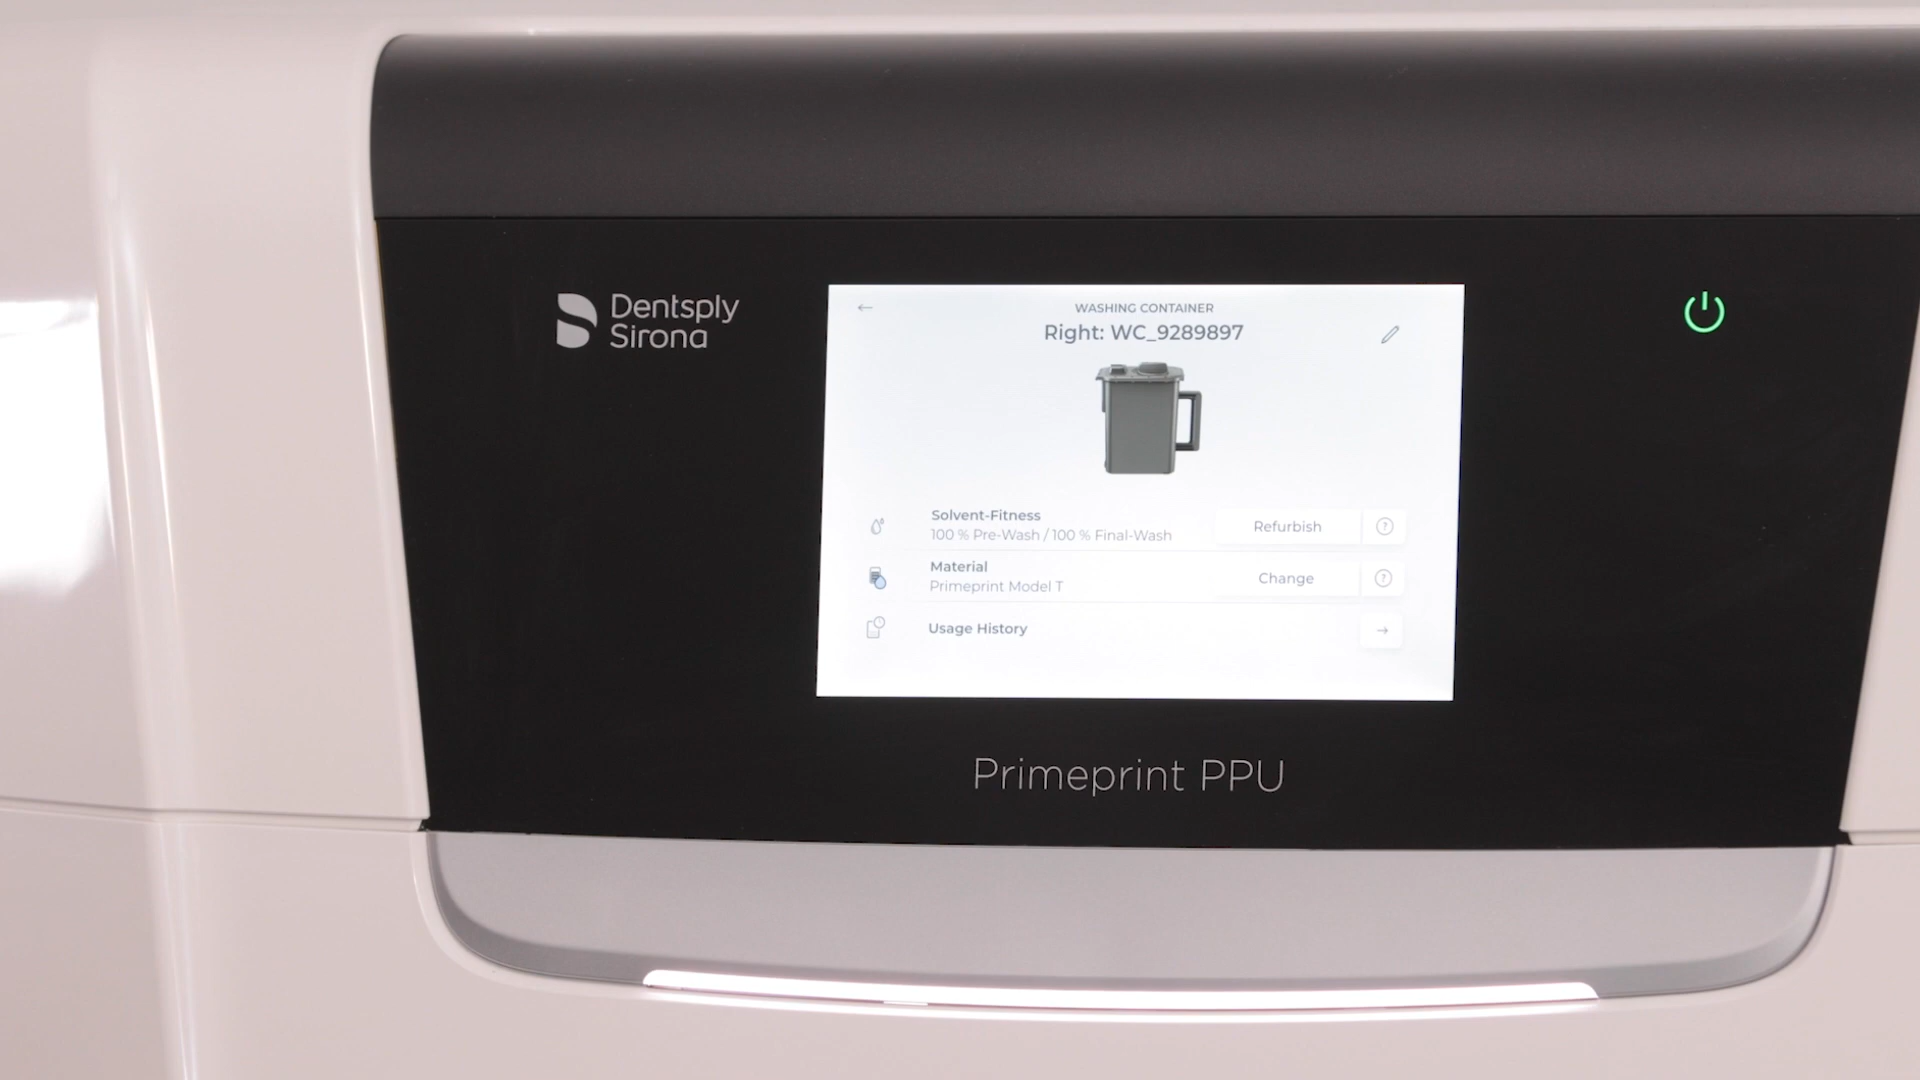 Dentsply
Sirona
←
WASHING CONTAINER
Right: WC_9289897
Solvent-Fitness
100 % Pre-Wash / 100 % Final-Wash
Refurbish
?
Material
Primeprint Model T
Change
?
Usage History
→
Primeprint PPU